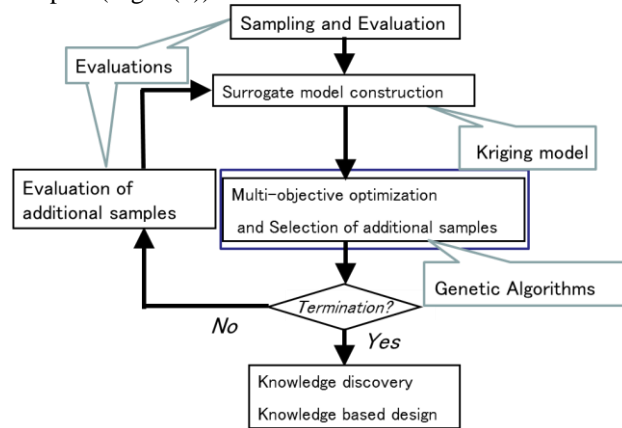 Sampling and Evaluation
Evaluations
Surrogate model construction
Kriging model
Evaluation of
additional samples
Multi-objective optimization
and Selection of additional samples
Genetic Algorithms
Termination?
No
Yes
Knowledge discovery
Knowledge based design